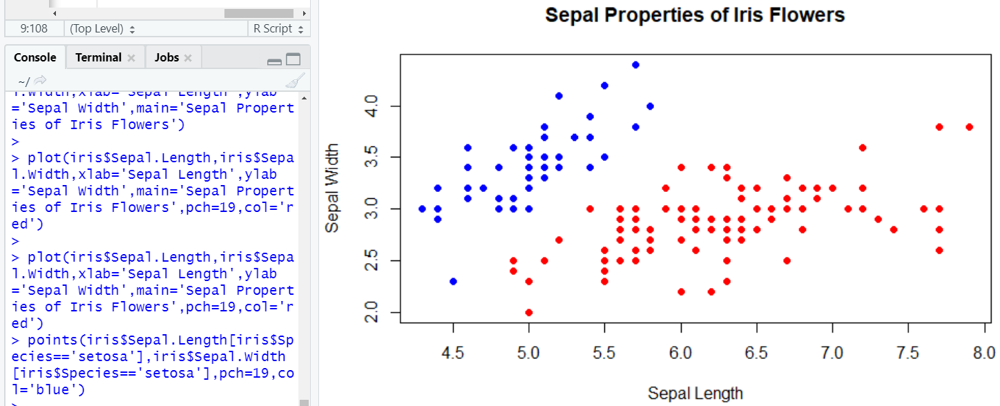 9:108 (Top Level) R Script
Console Terminal Jobs
~/
l.Width,xlab='Sepal Length',ylab
='Sepal Width',main='Sepal Propert
ies of Iris Flowers')
>
> plot(iris$Sepal.Length,iris$Sepa
l.Width,xlab='Sepal Length',ylab
='Sepal Width',main='Sepal Propert
ies of Iris Flowers',pch=19,col='r
ed')
>
> plot(iris$Sepal.Length,iris$Sepa
l.Width,xlab='Sepal Length',ylab
='Sepal Width',main='Sepal Propert
ies of Iris Flowers',pch=19,col='r
ed')
> points(iris$Sepal.Length[iris$Sp
ecies=='setosa'],iris$Sepal.Width
[iris$Species=='setosa'],pch=19,co
l='blue')
>
Sepal Properties of Iris Flowers
Sepal Width
4.0
3.5
3.0
2.5
2.0
4.5 5.0 5.5 6.0 6.5 7.0 7.5 8.0
Sepal Length